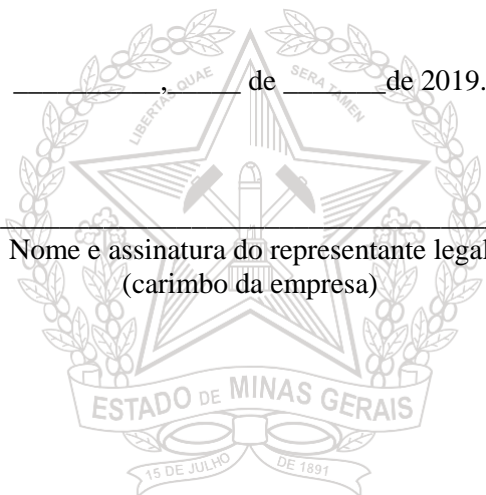 __________,_____ de _______de 2019.
LIBERTAS QUAE SERA TAMEN
Nome e assinatura do representante legal
(carimbo da empresa)
ESTADO DE MINAS GERAIS
15 DE JULHO DE 1891